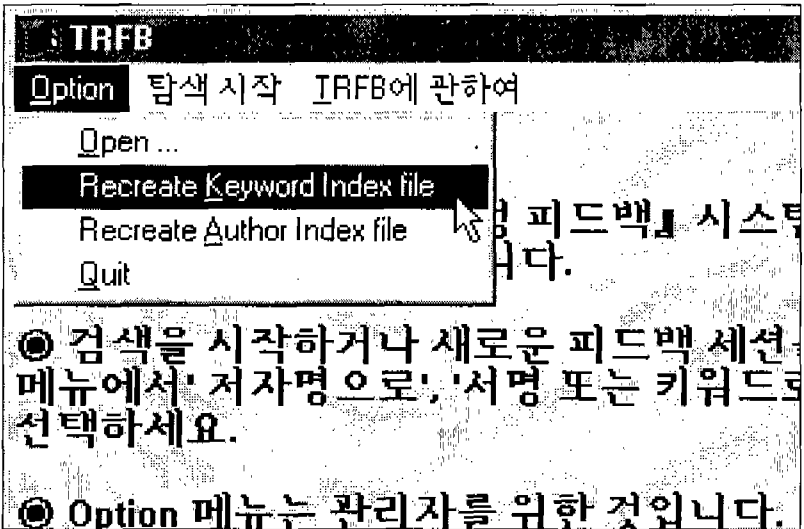 TRFB
Option 탐색 시작 TRFB에 관하여
Open ...
Recreate Keyword Index file
Recreate Author Index file
Quit
피드백』 시스템
니다.
◉ 검색을 시작하거나 새로운 피드백 세션
메뉴에서 '저자명으로', '서명 또는 키워드로
선택하세요.
◉ Option 메뉴는 관리자를 위한 것입니다.